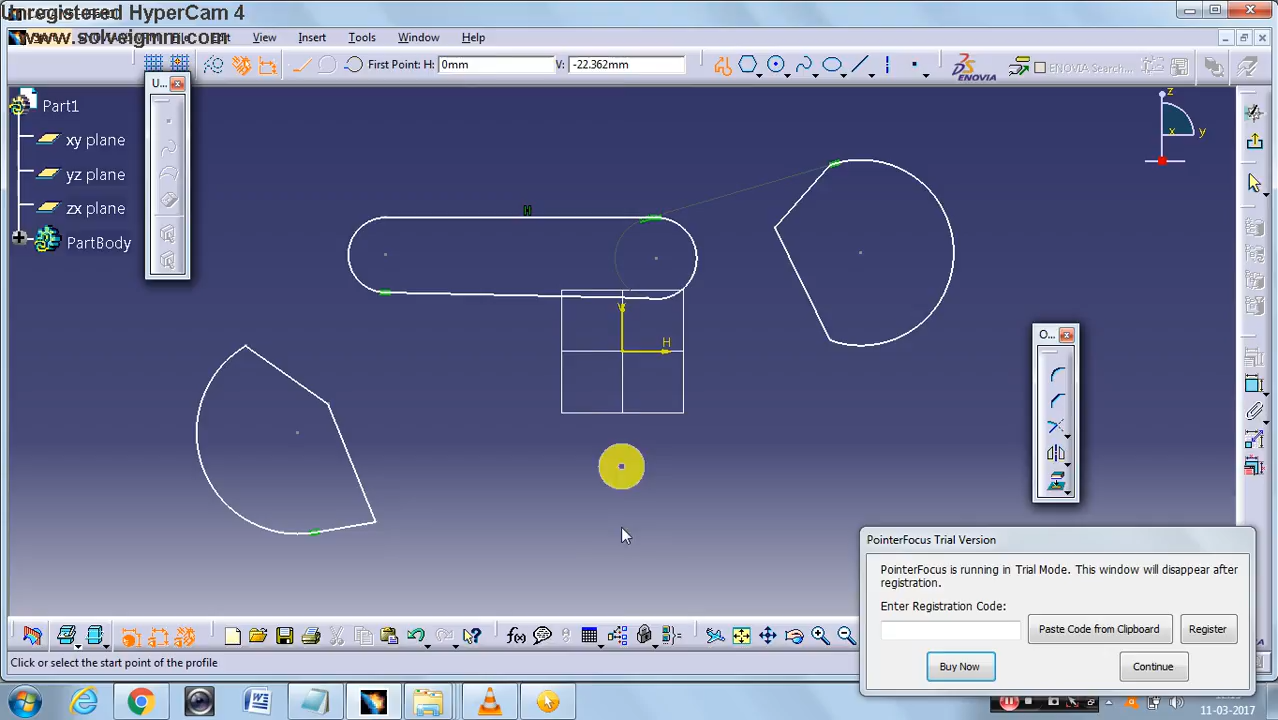 Unregistered HyperCam 4
www.solveigmm.com
View
Insert
Tools
Window
Help
First Point: H:
0mm
V:
-22.362mm
ENOVIA
ENOVIA Search...
U...
Part1
xy plane
yz plane
zx plane
PartBody
z
y
x
H
V
H
O...
PointerFocus Trial Version
PointerFocus is running in Trial Mode. This window will disappear after
registration.
Enter Registration Code:
Paste Code from Clipboard
Register
Buy Now
Continue
f(x)
Click or select the start point of the profile
11-03-2017